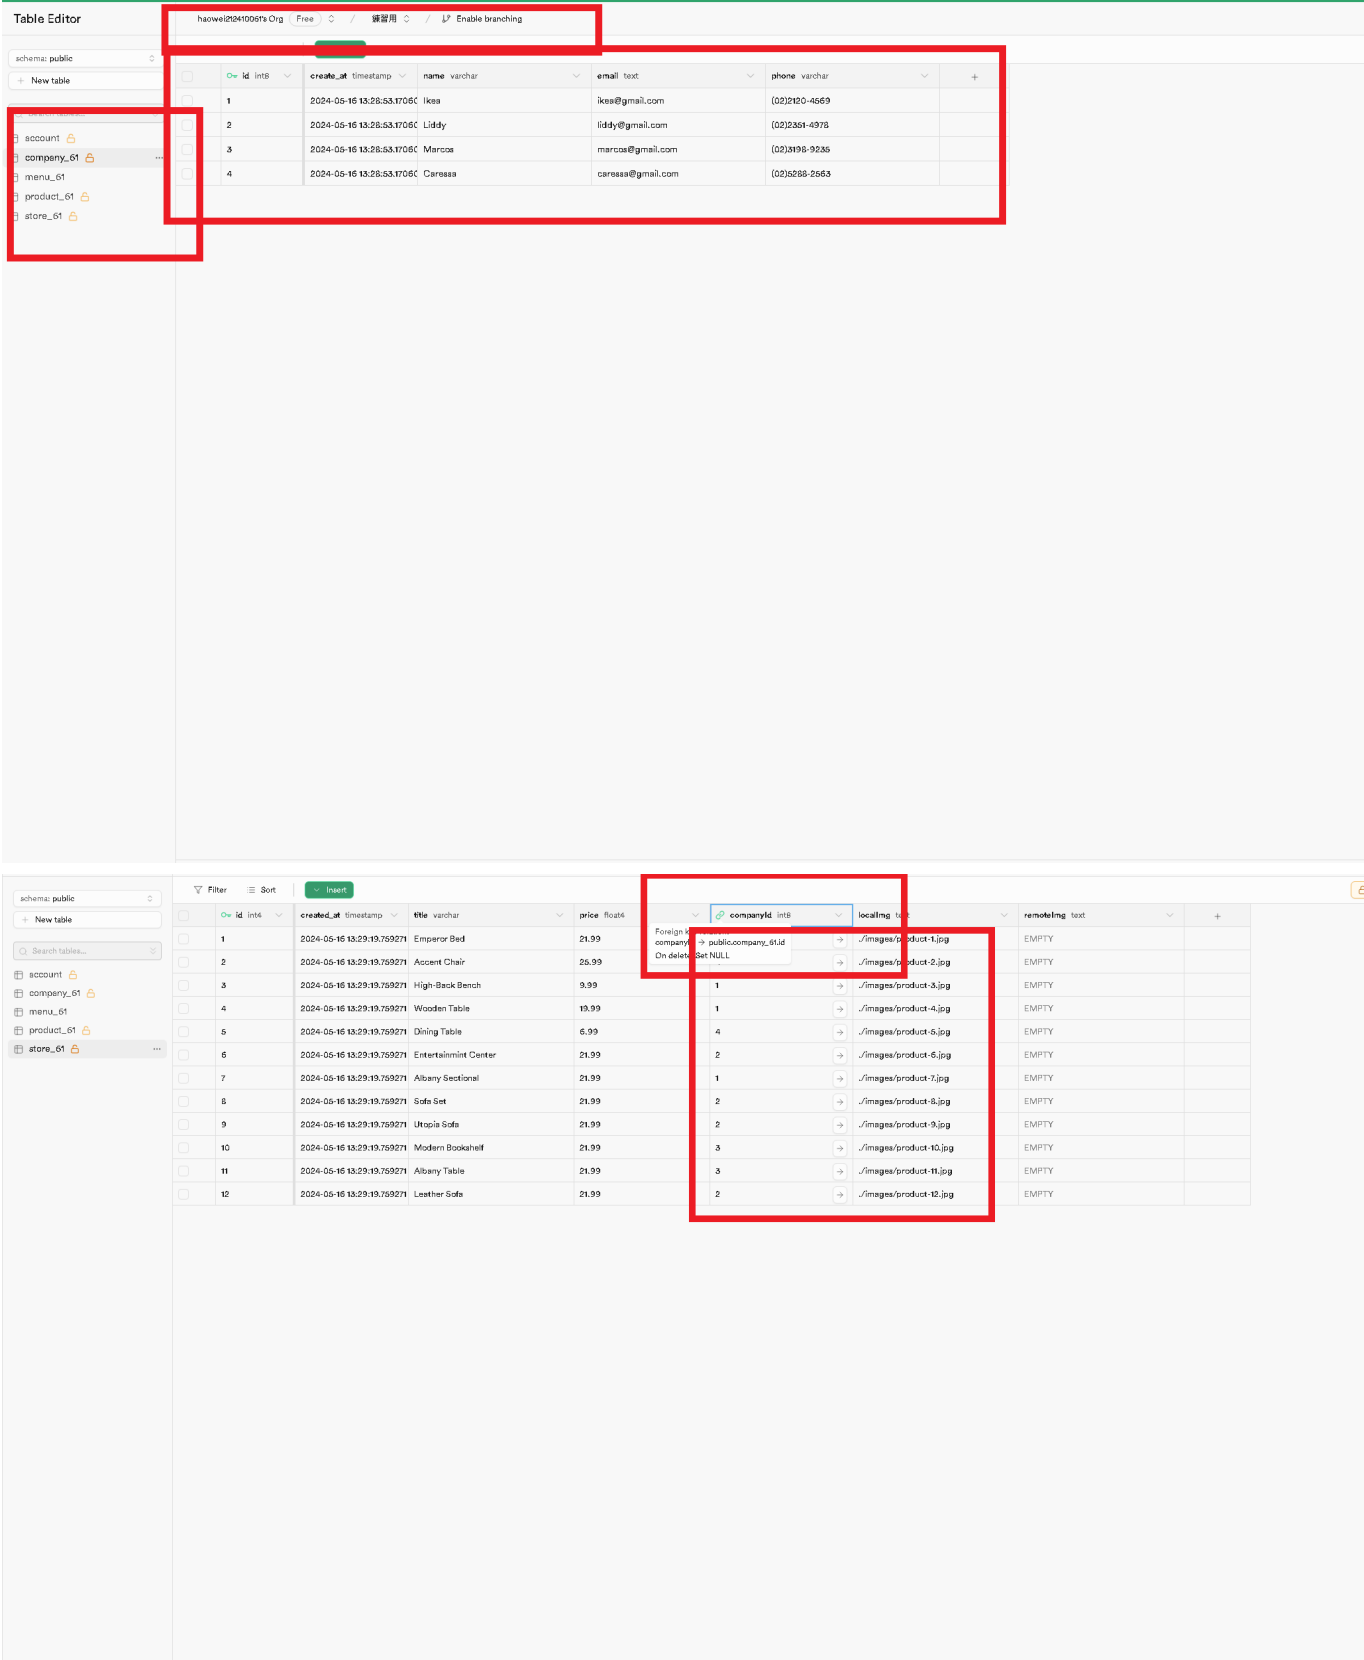 Table Editor
haowei212410061's Org Free / 練習用 / Enable branching
schema: public
+ New table
Search tables...
account
company_61 ...
menu_61
product_61
store_61
id int8 create_at timestamp name varchar email text phone varchar +
1 2024-05-16 13:28:53.1706 Ikea ikea@gmail.com (02)2120-4569
2 2024-05-16 13:28:53.1706 Liddy liddy@gmail.com (02)2351-4978
3 2024-05-16 13:28:53.1706 Marcos marcos@gmail.com (02)3198-9235
4 2024-05-16 13:28:53.1706 Caressa caressa@gmail.com (02)5288-2563
Filter Sort Insert
schema: public
+ New table
Search tables...
account
company_61
menu_61
product_61
store_61 ...
id int4 created_at timestamp title varchar price float4 companyId int8 localImg text remoteImg text +
Foreign
company → public.company_61.id
On delete Set NULL
1 2024-05-16 13:29:19.759271 Emperor Bed 21.99 → ./images/product-1.jpg EMPTY
2 2024-05-16 13:29:19.759271 Accent Chair 25.99 → ./images/product-2.jpg EMPTY
3 2024-05-16 13:29:19.759271 High-Back Bench 9.99 1 → ./images/product-3.jpg EMPTY
4 2024-05-16 13:29:19.759271 Wooden Table 19.99 1 → ./images/product-4.jpg EMPTY
5 2024-05-16 13:29:19.759271 Dining Table 6.99 4 → ./images/product-5.jpg EMPTY
6 2024-05-16 13:29:19.759271 Entertainmint Center 21.99 2 → ./images/product-6.jpg EMPTY
7 2024-05-16 13:29:19.759271 Albany Sectional 21.99 1 → ./images/product-7.jpg EMPTY
8 2024-05-16 13:29:19.759271 Sofa Set 21.99 2 → ./images/product-8.jpg EMPTY
9 2024-05-16 13:29:19.759271 Utopia Sofa 21.99 2 → ./images/product-9.jpg EMPTY
10 2024-05-16 13:29:19.759271 Modern Bookshelf 21.99 3 → ./images/product-10.jpg EMPTY
11 2024-05-16 13:29:19.759271 Albany Table 21.99 3 → ./images/product-11.jpg EMPTY
12 2024-05-16 13:29:19.759271 Leather Sofa 21.99 2 → ./images/product-12.jpg EMPTY